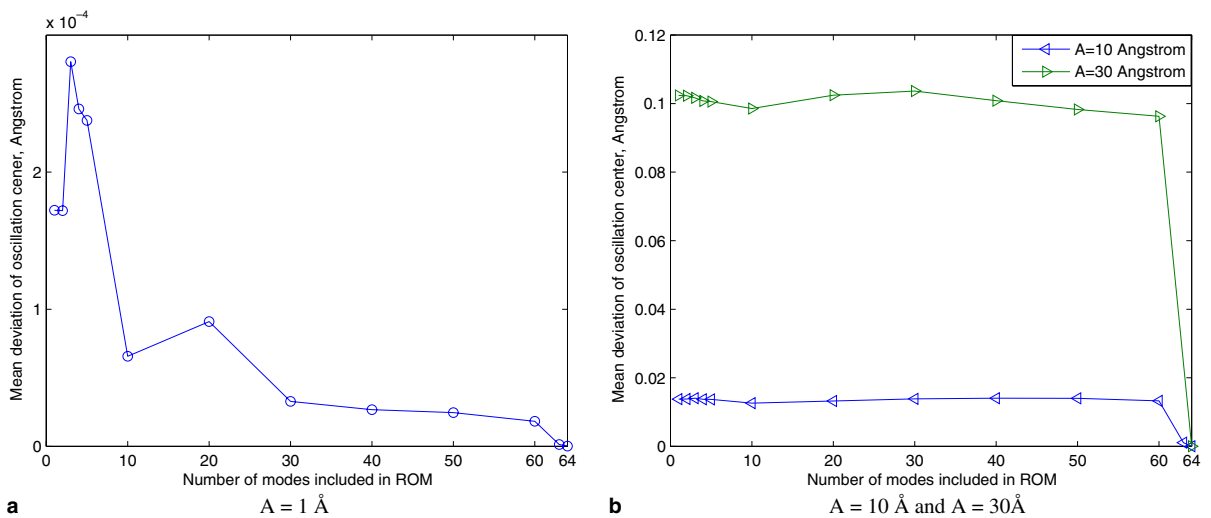 x 10⁻⁴
2
1
0
0 10 20 30 40 50 60 64
Mean deviation of oscillation cener, Angstrom
Number of modes included in ROM
a
A = 1 Å
0.12
0.1
0.08
0.06
0.04
0.02
0
0 10 20 30 40 50 60 64
Mean deviation of oscillation center, Angstrom
Number of modes included in ROM
A=10 Angstrom
A=30 Angstrom
b
A = 10 Å and A = 30Å